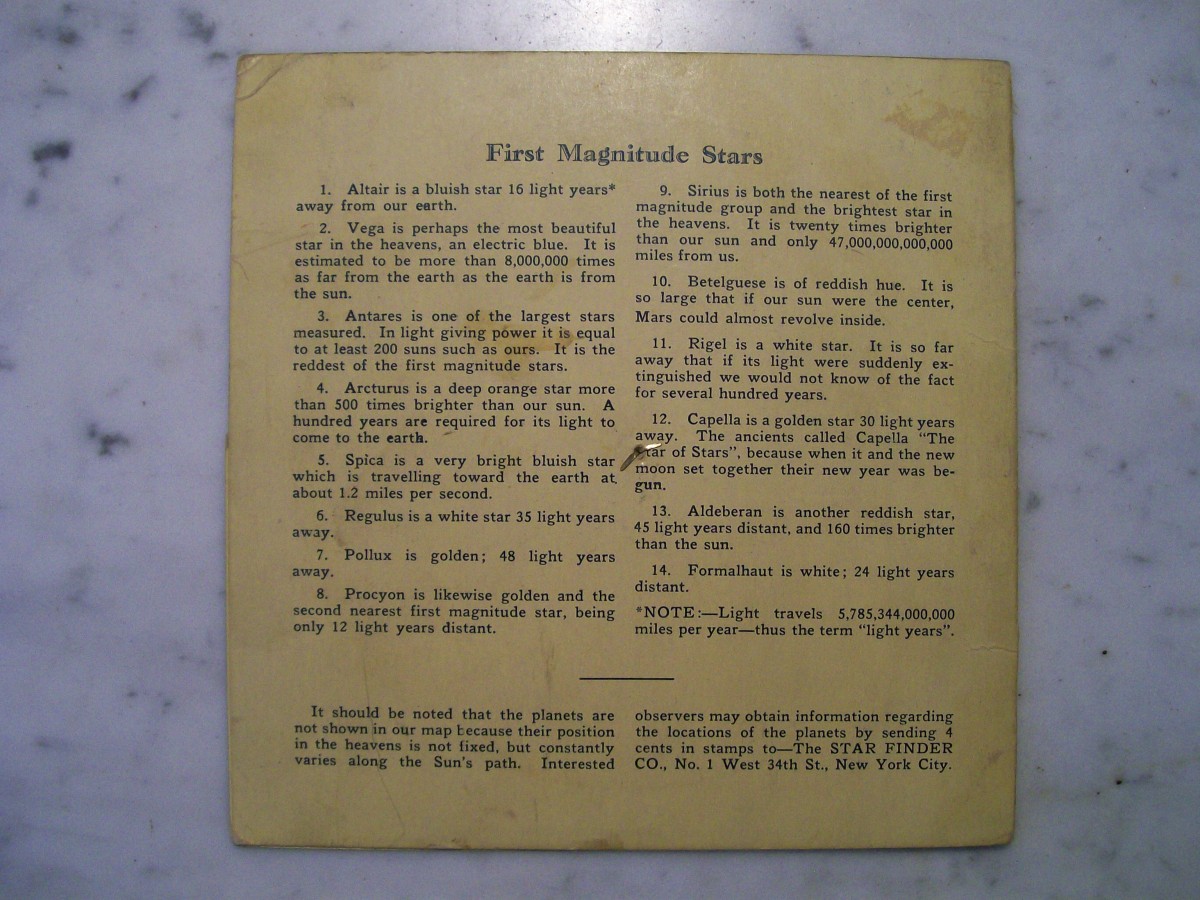 First Magnitude Stars
1. Altair is a bluish star 16 light years*
away from our earth.
2. Vega is perhaps the most beautiful
star in the heavens, an electric blue. It is
estimated to be more than 8,000,000 times
as far from the earth as the earth is from
the sun.
3. Antares is one of the largest stars
measured. In light giving power it is equal
to at least 200 suns such as ours. It is the
reddest of the first magnitude stars.
4. Arcturus is a deep orange star more
than 500 times brighter than our sun. A
hundred years are required for its light to
come to the earth.
5. Spica is a very bright bluish star
which is travelling toward the earth at
about 1.2 miles per second.
6. Regulus is a white star 35 light years
away.
7. Pollux is golden; 48 light years
away.
8. Procyon is likewise golden and the
second nearest first magnitude star, being
only 12 light years distant.
9. Sirius is both the nearest of the first
magnitude group and the brightest star in
the heavens. It is twenty times brighter
than our sun and only 47,000,000,000,000
miles from us.
10. Betelguese is of reddish hue. It is
so large that if our sun were the center,
Mars could almost revolve inside.
11. Rigel is a white star. It is so far
away that if its light were suddenly ex-
tinguished we would not know of the fact
for several hundred years.
12. Capella is a golden star 30 light years
away. The ancients called Capella "The
Star of Stars", because when it and the new
moon set together their new year was be-
gun.
13. Aldeberan is another reddish star,
45 light years distant, and 160 times brighter
than the sun.
14. Formalhaut is white; 24 light years
distant.
*NOTE:—Light travels 5,785,344,000,000
miles per year—thus the term "light years".
It should be noted that the planets are
not shown in our map because their position
in the heavens is not fixed, but constantly
varies along the Sun's path. Interested
observers may obtain information regarding
the locations of the planets by sending 4
cents in stamps to—The STAR FINDER
CO., No. 1 West 34th St., New York City.